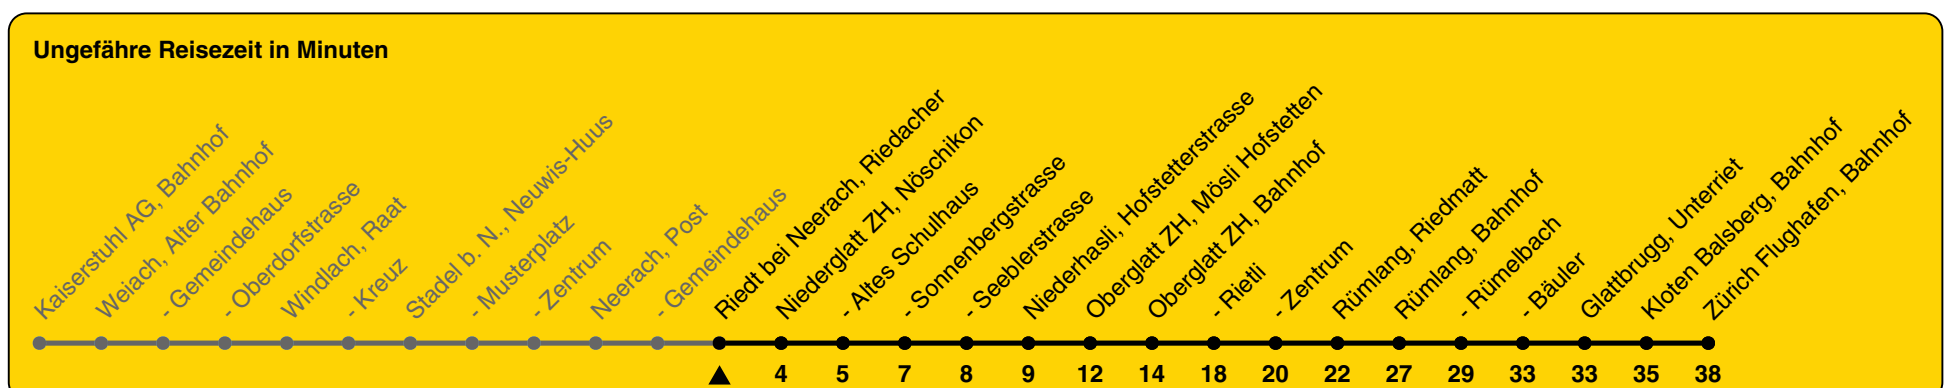 Ungefähre Reisezeit in Minuten
Kaiserstuhl AG, Bahnhof
Weiach, Alter Bahnhof
- Gemeindehaus
- Oberdorfstrasse
Windlach, Raat
- Kreuz
Stadel b. N., Neuwis-Huus
- Musterplatz
- Zentrum
Neerach, Post
- Gemeindehaus
Riedt bei Neerach, Riedacher
Niederglatt ZH, Nöschikon
- Altes Schulhaus
- Sonnenbergstrasse
- Seeblerstrasse
Niederhasli, Hofstetterstrasse
Oberglatt ZH, Mösli Hofstetten
Oberglatt ZH, Bahnhof
- Rietli
- Zentrum
Rümlang, Riedmatt
Rümlang, Bahnhof
- Rümelbach
- Bäuler
Glattbrugg, Unterriet
Kloten Balsberg, Bahnhof
Zürich Flughafen, Bahnhof
4 5 7 8 9 12 14 18 20 22 27 29 33 33 35 38